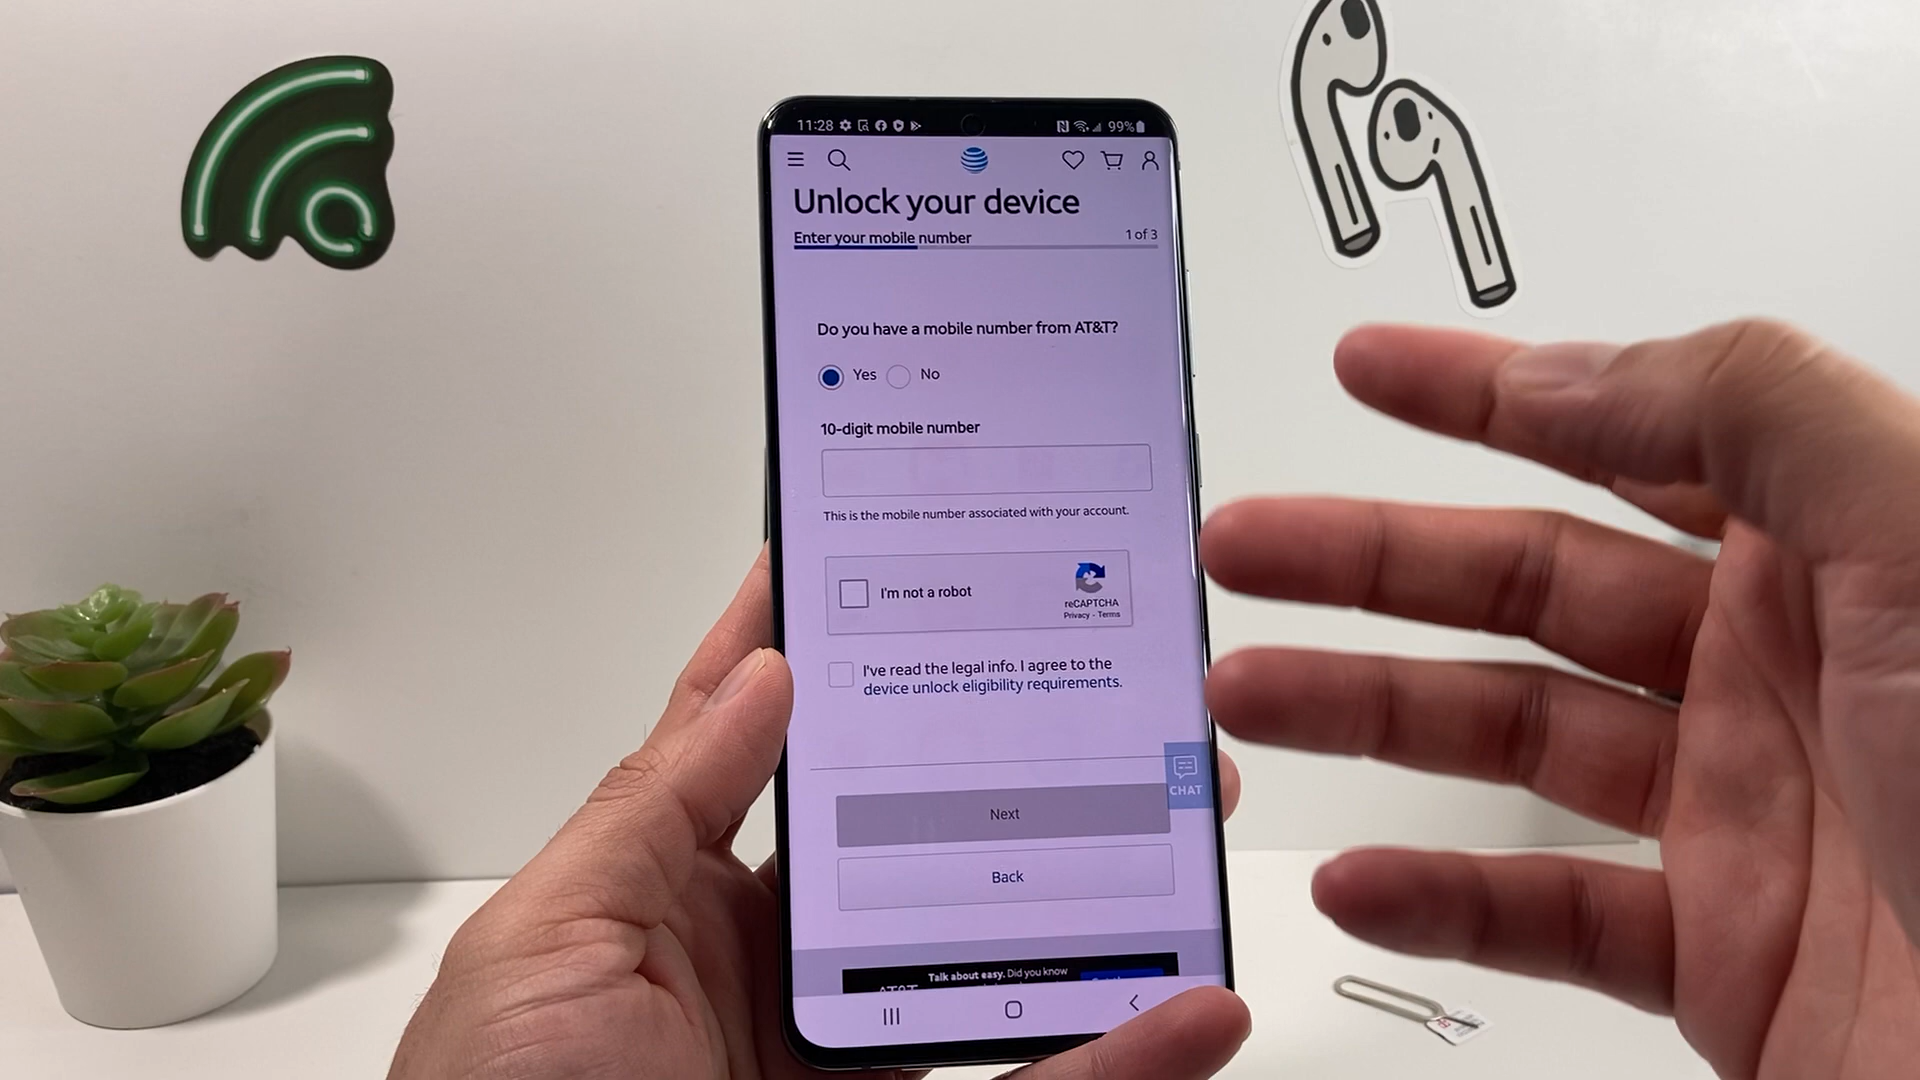 11:28
99%
Unlock your device
Enter your mobile number
1 of 3
Do you have a mobile number from AT&T?
Yes No
10-digit mobile number
This is the mobile number associated with your account.
I'm not a robot
reCAPTCHA
Privacy - Terms
I've read the legal info. I agree to the
device unlock eligibility requirements.
CHAT
Next
Back
Talk about easy. Did you know
AT&T